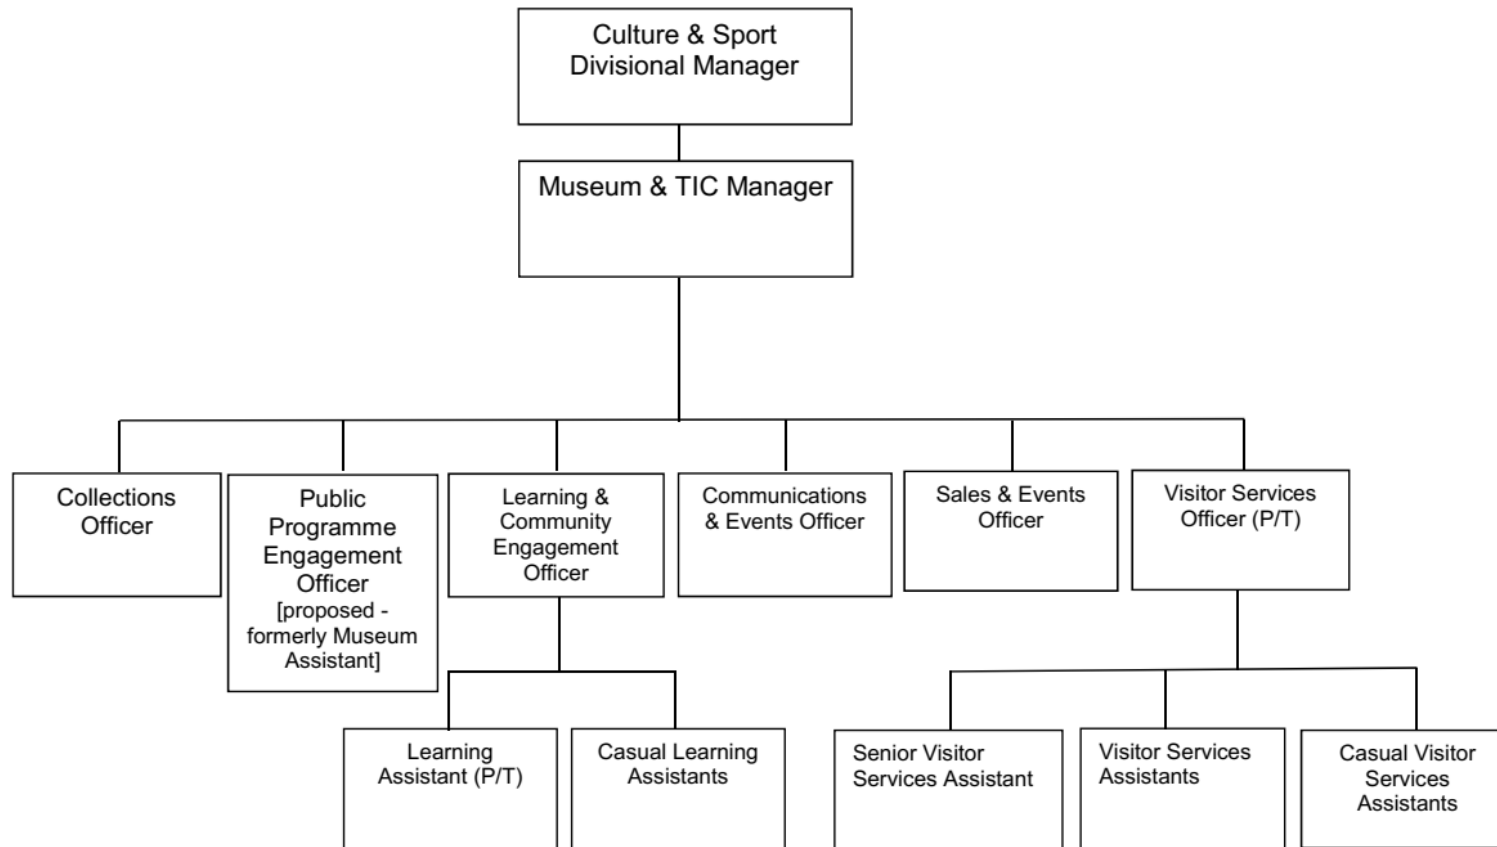 Culture & Sport
Divisional Manager
Museum & TIC Manager
Collections
Officer
Public
Programme
Engagement
Officer
[proposed -
formerly Museum
Assistant]
Learning &
Community
Engagement
Officer
Communications
& Events Officer
Sales & Events
Officer
Visitor Services
Officer (P/T)
Learning
Assistant (P/T)
Casual Learning
Assistants
Senior Visitor
Services Assistant
Visitor Services
Assistants
Casual Visitor
Services
Assistants